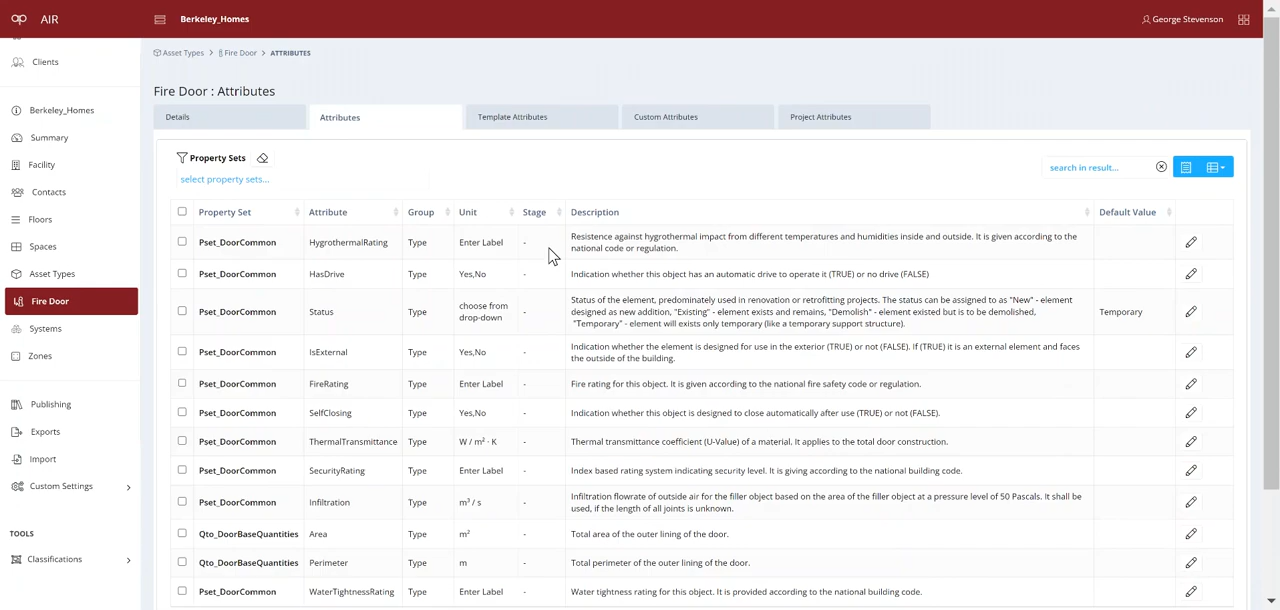 AIR
Berkeley_Homes
George Stevenson
Clients
Berkeley_Homes
Summary
Facility
Contacts
Floors
Spaces
Asset Types
Fire Door
Systems
Zones
Publishing
Exports
Import
Custom Settings
TOOLS
Classifications
Asset Types > Fire Door > ATTRIBUTES
Fire Door : Attributes
Details
Attributes
Template Attributes
Custom Attributes
Project Attributes
Property Sets
select property sets...
search in result...
Property Set Attribute Group Unit Stage Description Default Value
Pset_DoorCommon HygrothermalRating Type Enter Label - Resistence against hygrothermal impact from different temperatures and humidities inside and outside. It is given according to the
national code or regulation.
Pset_DoorCommon HasDrive Type Yes,No - Indication whether this object has an automatic drive to operate it (TRUE) or no drive (FALSE)
Pset_DoorCommon Status Type choose from
drop-down - Status of the element, predominately used in renovation or retrofitting projects. The status can be assigned to as "New" - element
designed as new addition, "Existing" - element exists and remains, "Demolish" - element existed but is to be demolished,
"Temporary" - element will exists only temporary (like a temporary support structure). Temporary
Pset_DoorCommon IsExternal Type Yes,No - Indication whether the element is designed for use in the exterior (TRUE) or not (FALSE). If (TRUE) it is an external element and faces
the outside of the building.
Pset_DoorCommon FireRating Type Enter Label - Fire rating for this object. It is given according to the national fire safety code or regulation.
Pset_DoorCommon SelfClosing Type Yes,No - Indication whether this object is designed to close automatically after use (TRUE) or not (FALSE).
Pset_DoorCommon ThermalTransmittance Type W / m² · K - Thermal transmittance coefficient (U-Value) of a material. It applies to the total door construction.
Pset_DoorCommon SecurityRating Type Enter Label - Index based rating system indicating security level. It is giving according to the national building code.
Pset_DoorCommon Infiltration Type m³ / s - Infiltration flowrate of outside air for the filler object based on the area of the filler object at a pressure level of 50 Pascals. It shall be
used, if the length of all joints is unknown.
Qto_DoorBaseQuantities Area Type m² - Total area of the outer lining of the door.
Qto_DoorBaseQuantities Perimeter Type m - Total perimeter of the outer lining of the door.
Pset_DoorCommon WaterTightnessRating Type Enter Label - Water tightness rating for this object. It is provided according to the national building code.